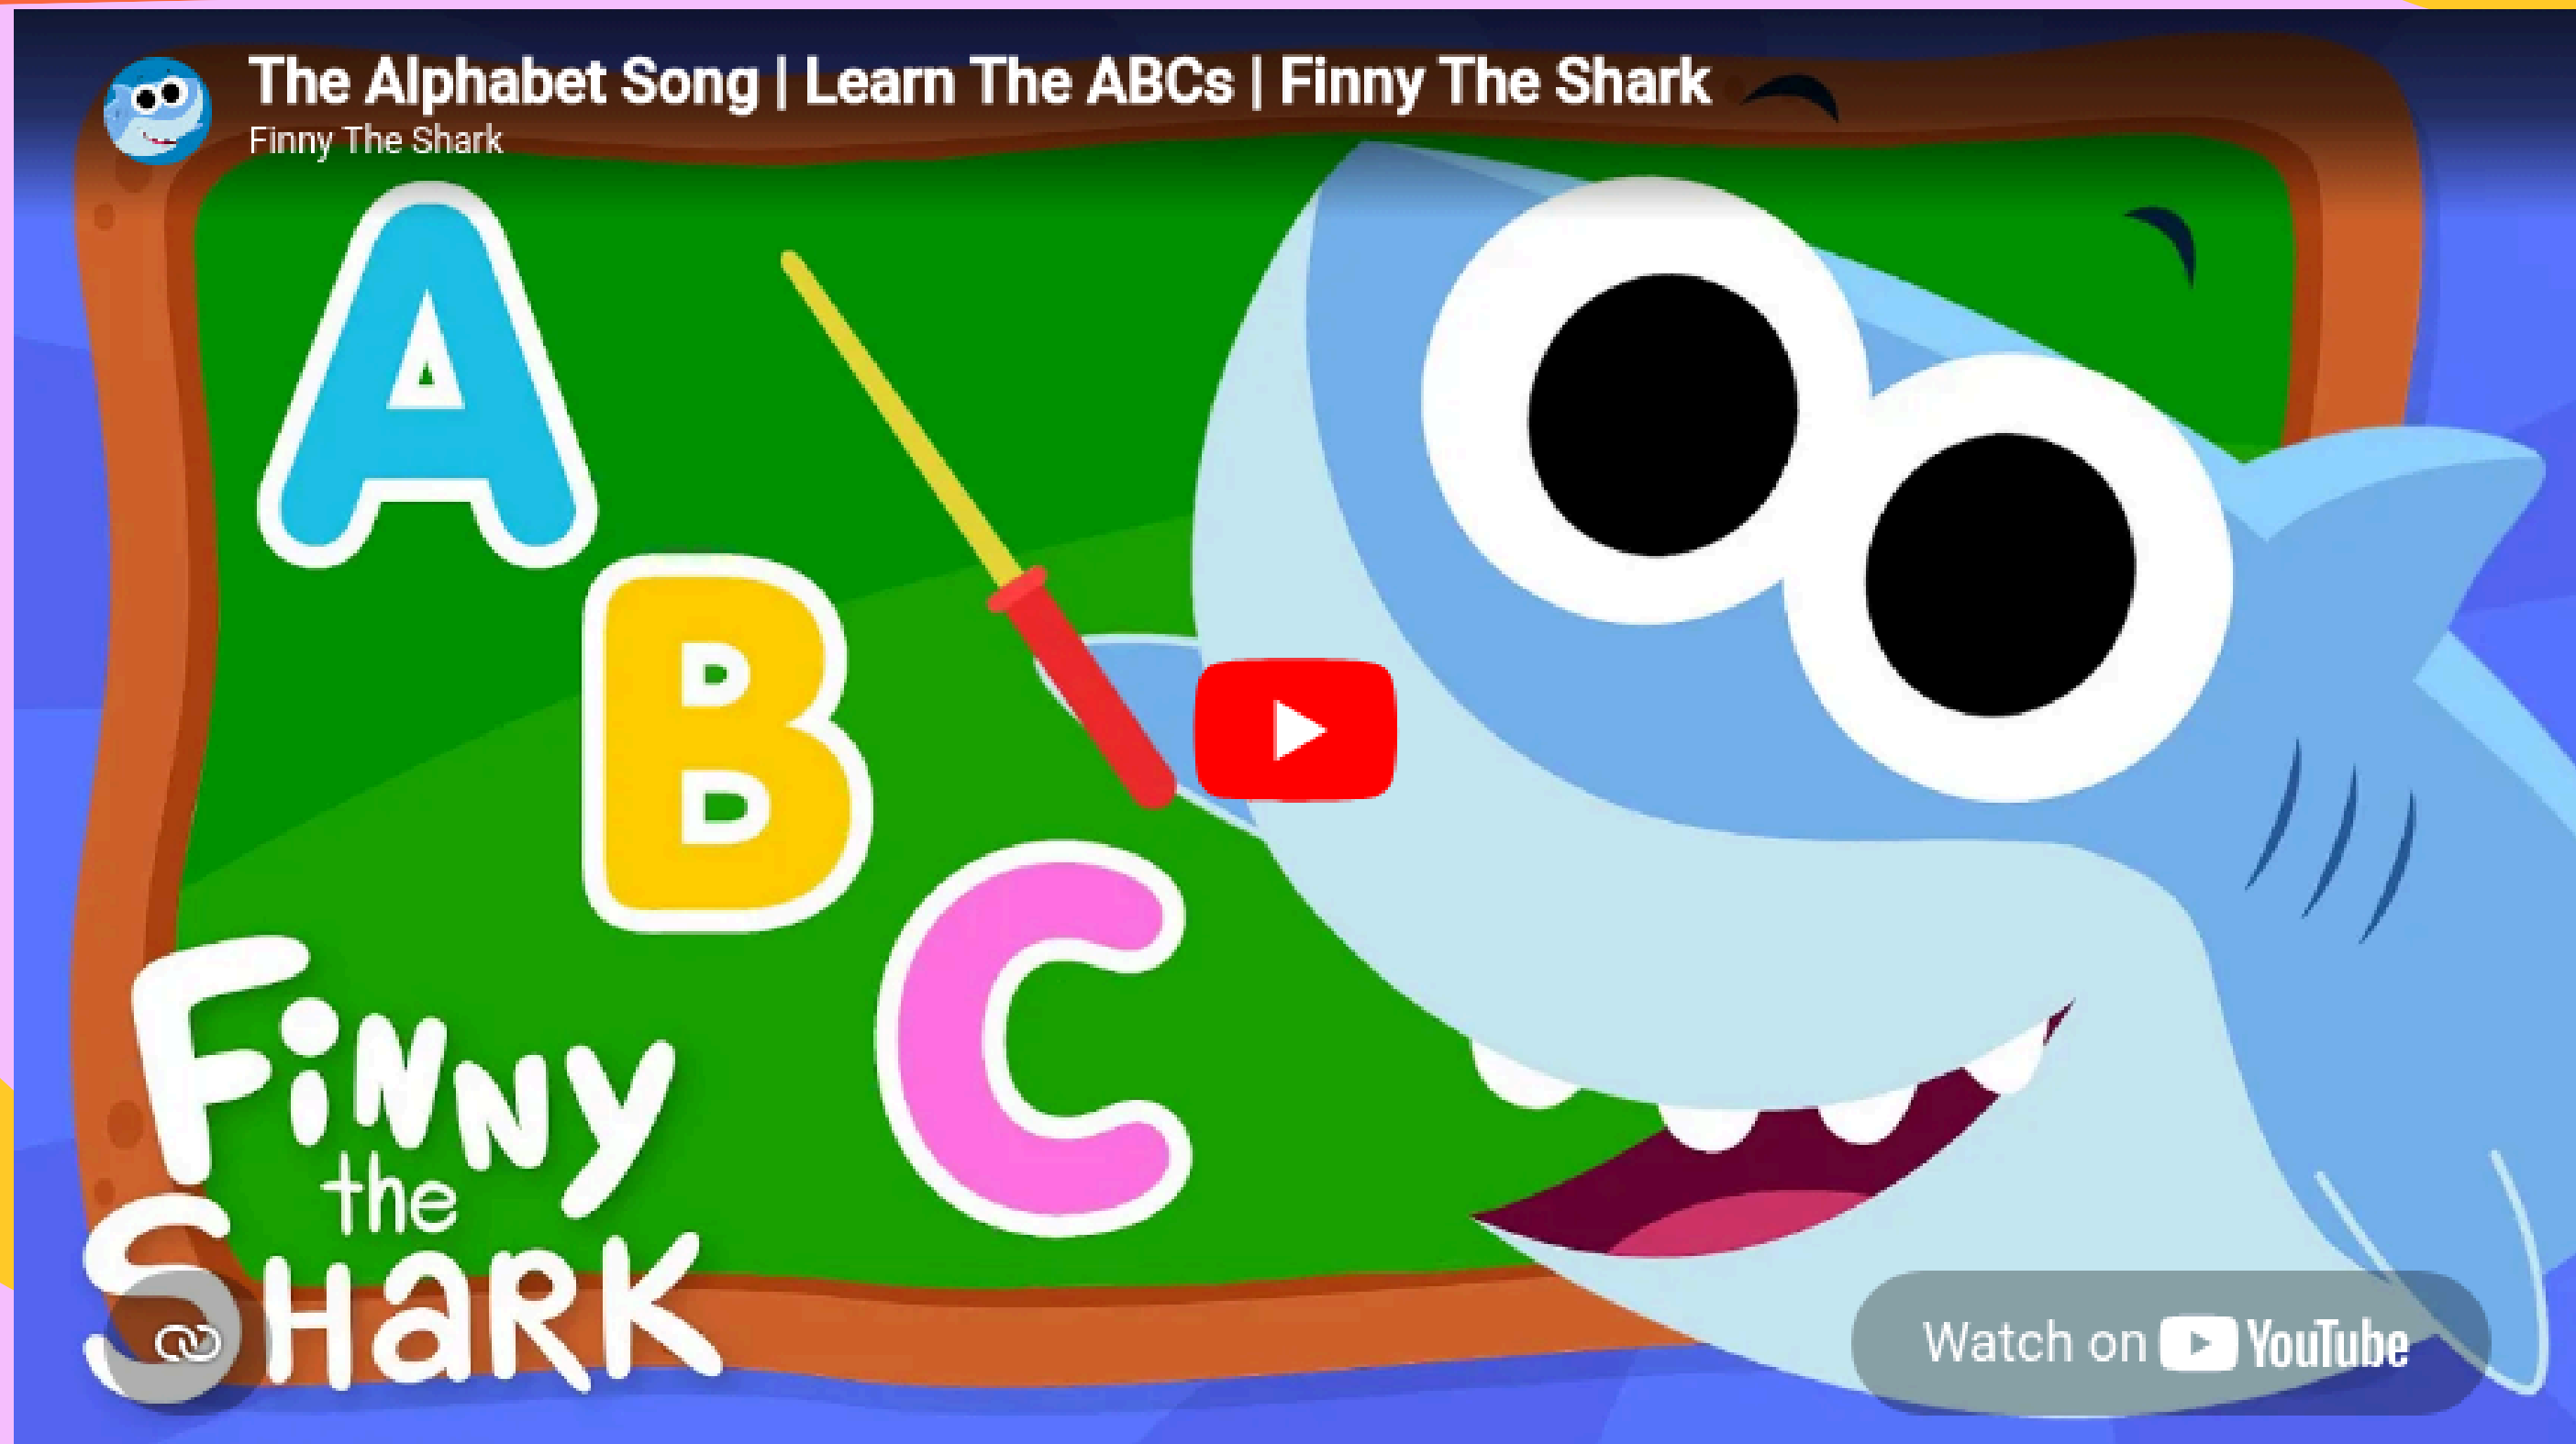 The Alphabet Song | Learn The ABCs | Finny The Shark
Finny The Shark
A
B
C
FiNNy
the
SHaRK
Watch on YouTube